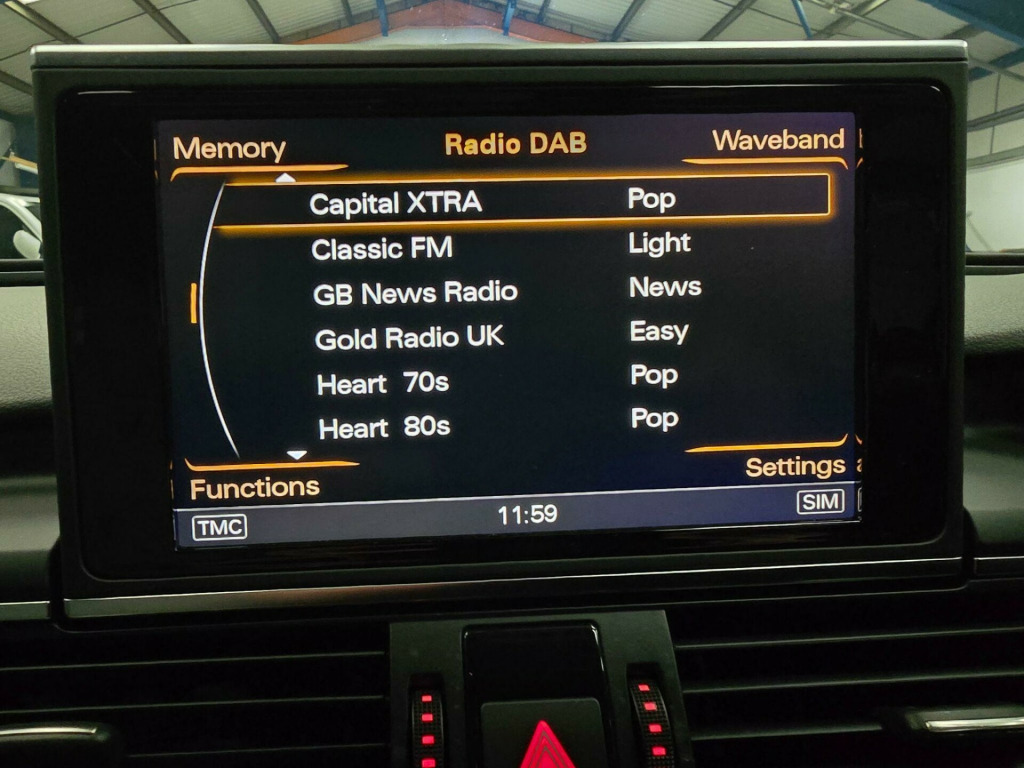 Memory Radio DAB Waveband
Capital XTRA Pop
Classic FM Light
GB News Radio News
Gold Radio UK Easy
Heart 70s Pop
Heart 80s Pop
Functions Settings
TMC 11:59 SIM